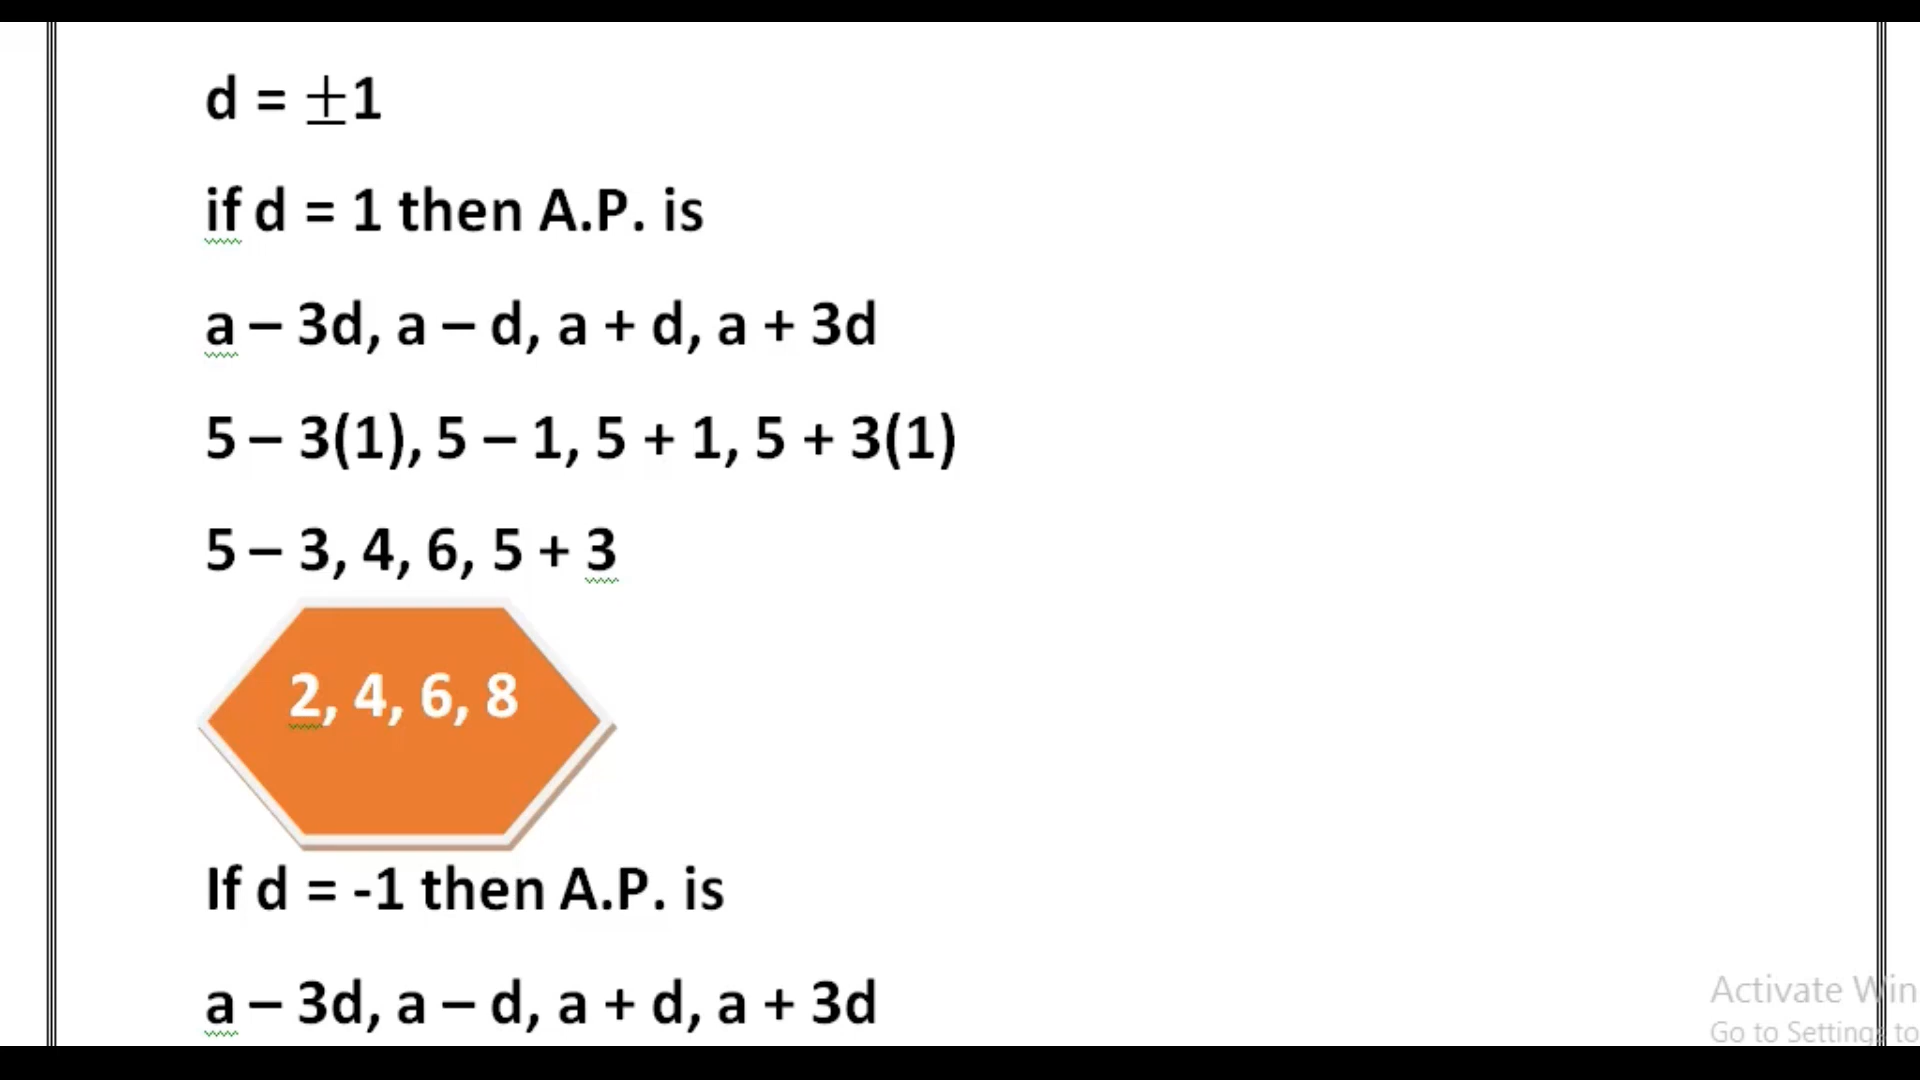 d = ±1
if d = 1 then A.P. is
a – 3d, a – d, a + d, a + 3d
5 – 3(1), 5 – 1, 5 + 1, 5 + 3(1)
5 – 3, 4, 6, 5 + 3
2, 4, 6, 8
If d = -1 then A.P. is
a – 3d, a – d, a + d, a + 3d
Activate Win
Go to Settings to